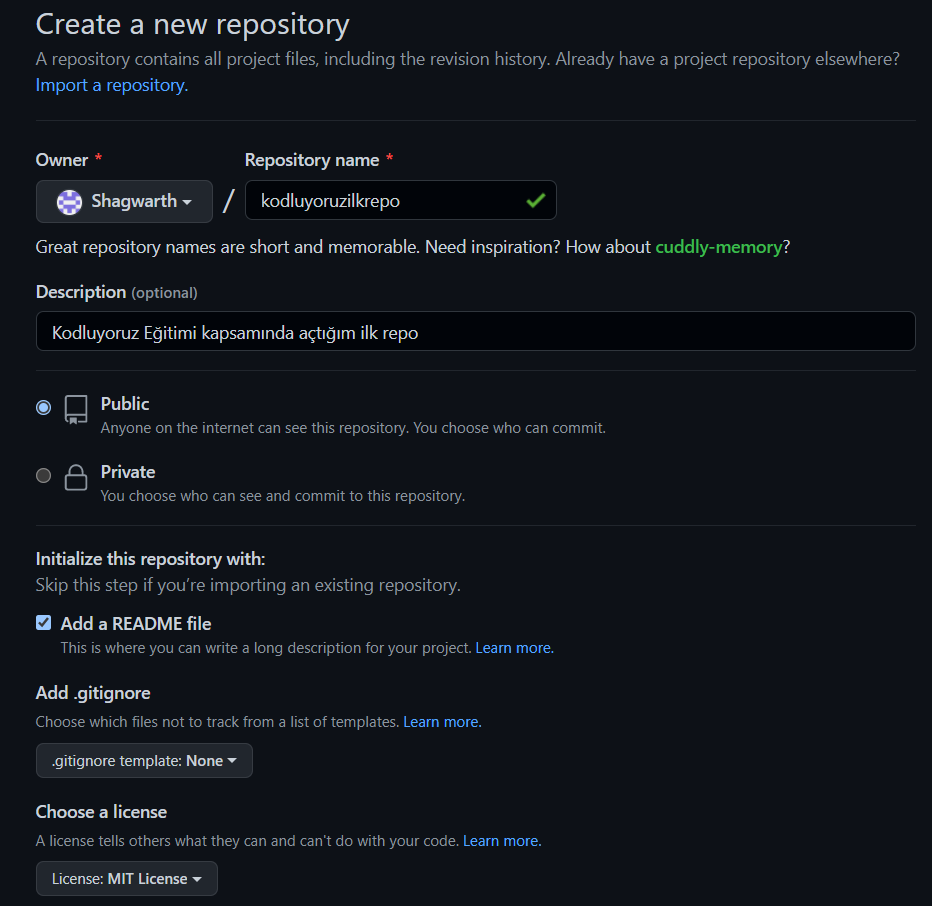 Create a new repository
A repository contains all project files, including the revision history. Already have a project repository elsewhere?
Import a repository.
Owner * Repository name *
Shagwarth / kodluyoruzilkrepo
Great repository names are short and memorable. Need inspiration? How about cuddly-memory?
Description (optional)
Kodluyoruz Eğitimi kapsamında açtığım ilk repo
Public
Anyone on the internet can see this repository. You choose who can commit.
Private
You choose who can see and commit to this repository.
Initialize this repository with:
Skip this step if you’re importing an existing repository.
Add a README file
This is where you can write a long description for your project. Learn more.
Add .gitignore
Choose which files not to track from a list of templates. Learn more.
.gitignore template: None
Choose a license
A license tells others what they can and can't do with your code. Learn more.
License: MIT License